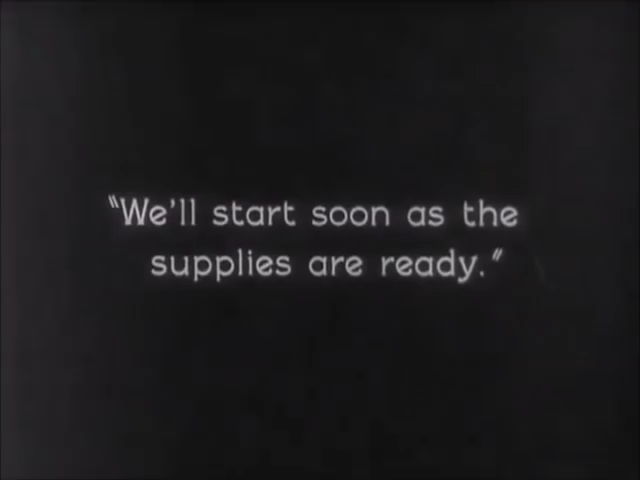 "We'll start soon as the
supplies are ready."